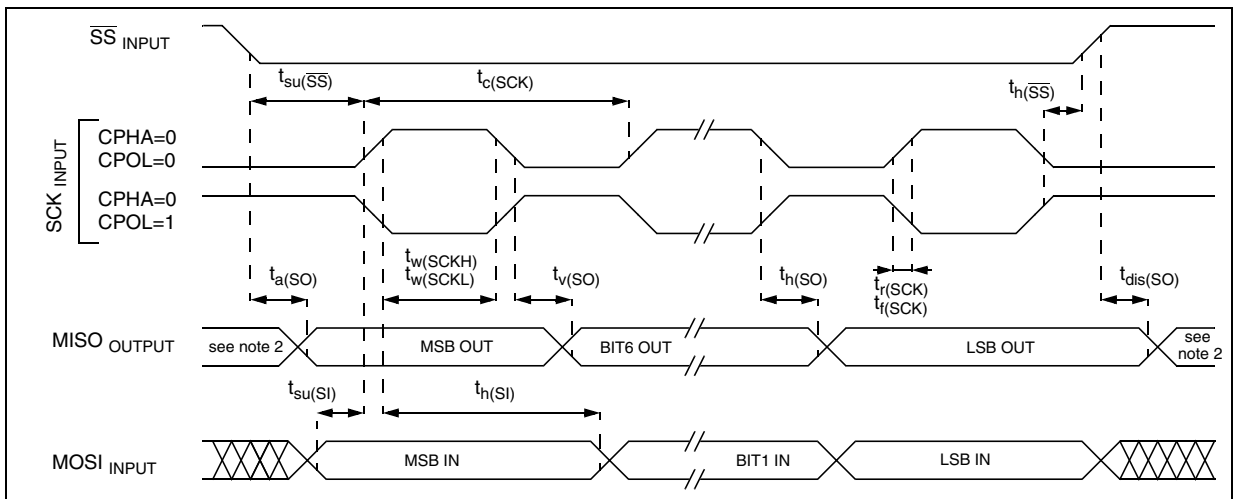 SS INPUT
tsu(SS)
tc(SCK)
th(SS)
SCK INPUT
CPHA=0
CPOL=0
CPHA=0
CPOL=1
tw(SCKH)
tw(SCKL)
ta(SO)
tv(SO)
th(SO)
tr(SCK)
tf(SCK)
tdis(SO)
MISO OUTPUT
see note 2
MSB OUT
BIT6 OUT
LSB OUT
see
note 2
tsu(SI)
th(SI)
MOSI INPUT
MSB IN
BIT1 IN
LSB IN